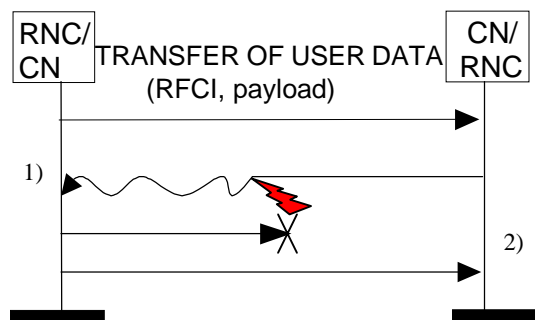 RNC/
CN
TRANSFER OF USER DATA
(RFCI, payload)
CN/
RNC
1)
2)